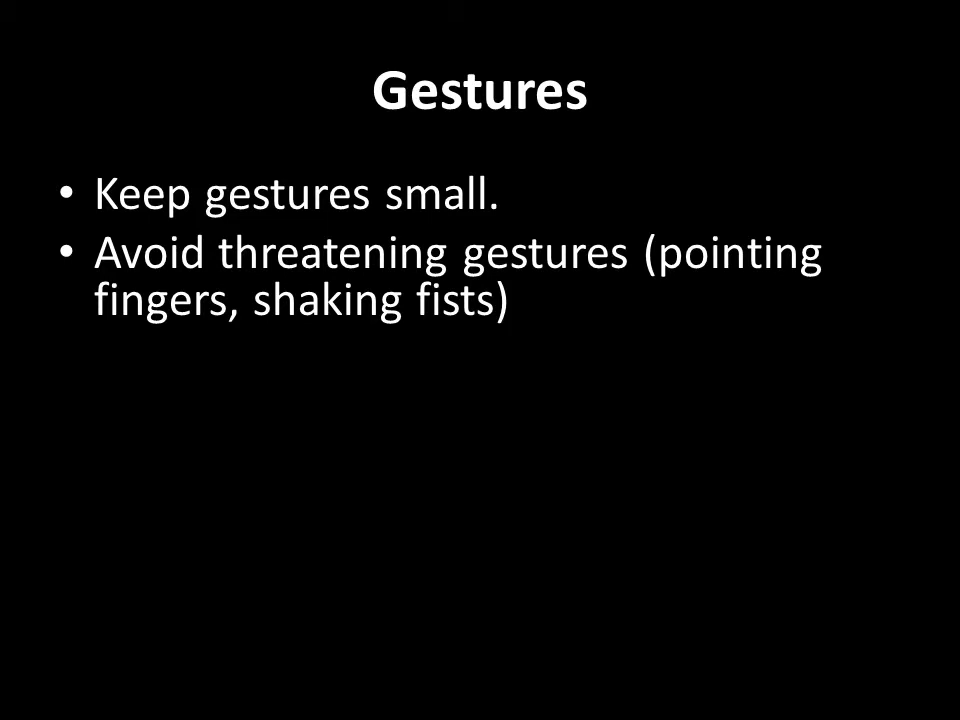 Gestures
• Keep gestures small.
• Avoid threatening gestures (pointing
fingers, shaking fists)